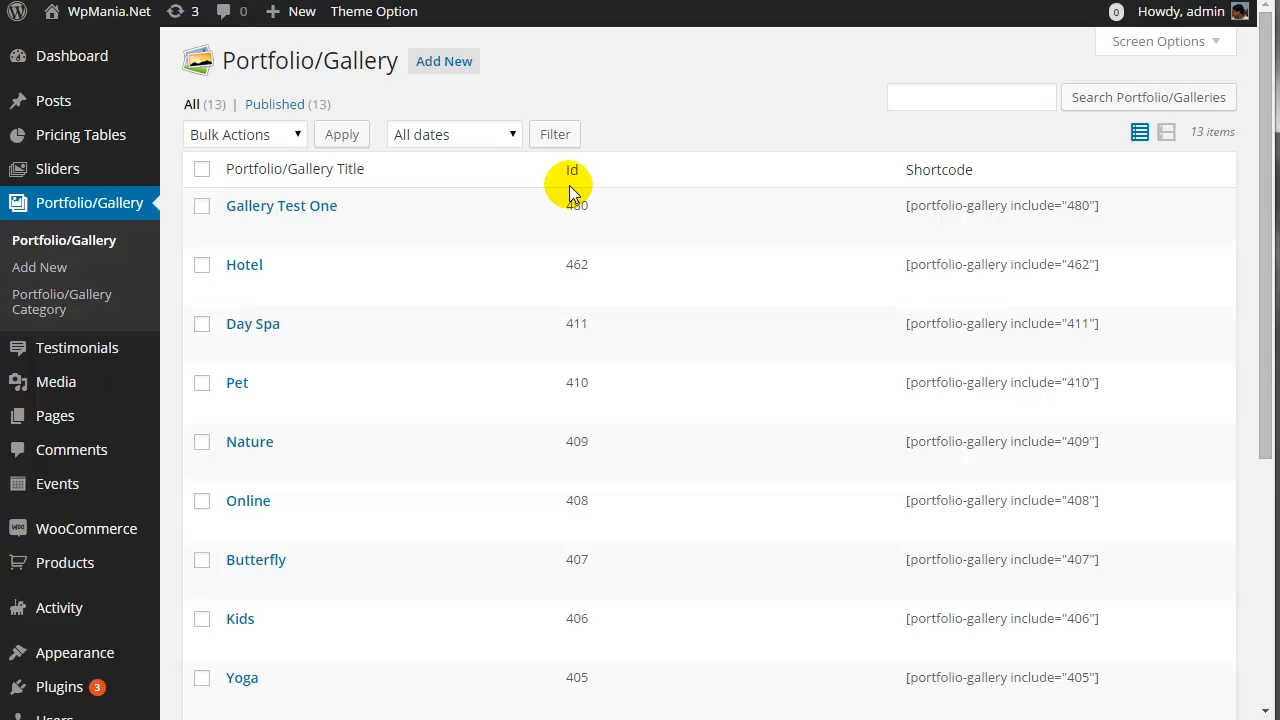 WpMania.Net 3 0 New Theme Option 0 Howdy, admin
Screen Options
Dashboard
Posts
Pricing Tables
Sliders
Portfolio/Gallery
Portfolio/Gallery
Add New
Portfolio/Gallery
Category
Testimonials
Media
Pages
Comments
Events
WooCommerce
Products
Activity
Appearance
Plugins 3
Portfolio/Gallery Add New
All (13) | Published (13)
Search Portfolio/Galleries
Bulk Actions Apply All dates Filter 13 items
Portfolio/Gallery Title Id Shortcode
Gallery Test One 480 [portfolio-gallery include="480"]
Hotel 462 [portfolio-gallery include="462"]
Day Spa 411 [portfolio-gallery include="411"]
Pet 410 [portfolio-gallery include="410"]
Nature 409 [portfolio-gallery include="409"]
Online 408 [portfolio-gallery include="408"]
Butterfly 407 [portfolio-gallery include="407"]
Kids 406 [portfolio-gallery include="406"]
Yoga 405 [portfolio-gallery include="405"]